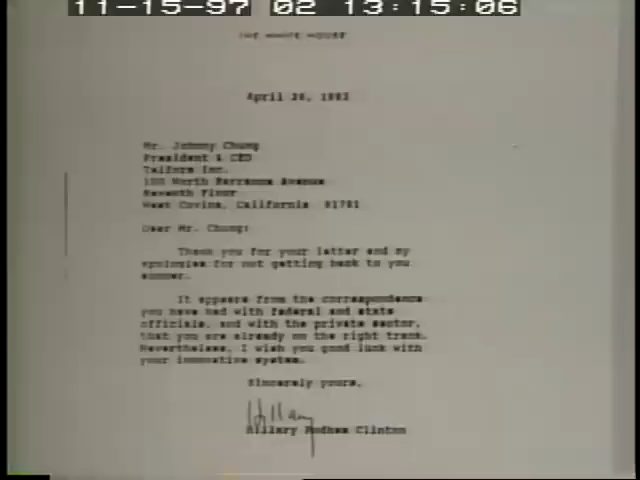 11-15-97 02 13:15:06
THE WHITE HOUSE
April 26, 1993
Mr. Johnny Chung
President & CEO
100 North Barranca Avenue
Seventh Floor
West Covina, California 91791
Dear Mr. Chung:
Thank you for your letter and my
apologies for not getting back to you
sooner.
It appears from the correspondence
you have had with federal and state
officials, and with the private sector,
that you are already on the right track.
Nevertheless, I wish you good luck with
your innovative system.
Sincerely yours,
Hillary
Hillary Rodham Clinton